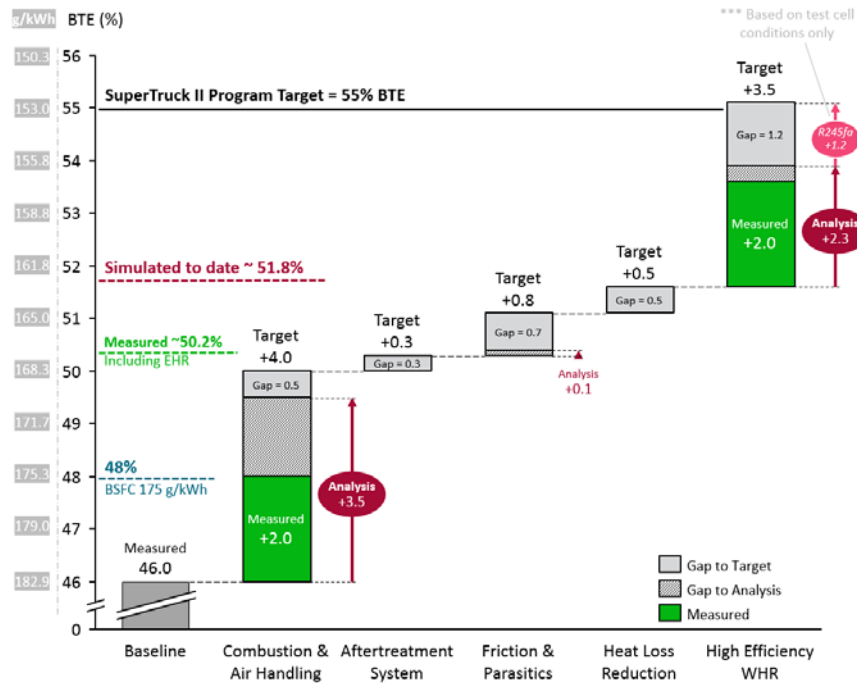 g/kWh
BTE (%)
*** Based on test cell
conditions only
150.3
56
153.0
55
155.8
54
158.8
53
161.8
52
165.0
51
168.3
50
171.7
49
175.3
48
179.0
47
182.9
46
0
SuperTruck II Program Target = 55% BTE
Simulated to date ~ 51.8%
Measured ~50.2%
Including EHR
48%
BSFC 175 g/kWh
Measured
46.0
Target
+4.0
Gap = 0.5
Measured
+2.0
Analysis
+3.5
Target
+0.3
Gap = 0.3
Target
+0.8
Gap = 0.7
Analysis
+0.1
Target
+0.5
Gap = 0.5
Target
+3.5
Gap = 1.2
Measured
+2.0
R245fa
+1.2
Analysis
+2.3
Gap to Target
Gap to Analysis
Measured
Baseline
Combustion &
Air Handling
Aftertreatment
System
Friction &
Parasitics
Heat Loss
Reduction
High Efficiency
WHR